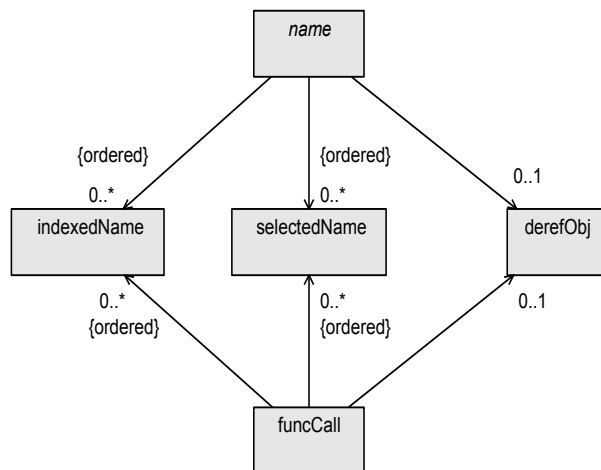 name
{ordered}
{ordered}
0..*
0..*
0..1
indexedName
selectedName
derefObj
0..*
0..*
0..1
{ordered}
{ordered}
funcCall